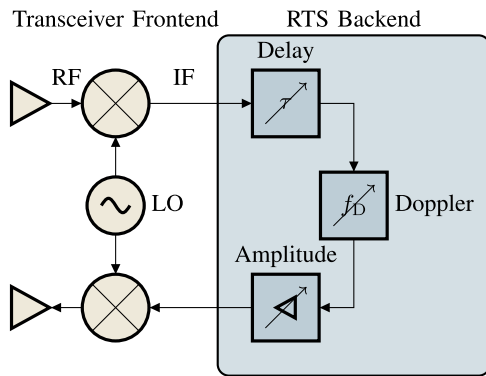 Transceiver Frontend RTS Backend
Delay
RF IF
τ
LO
f_D Doppler
Amplitude